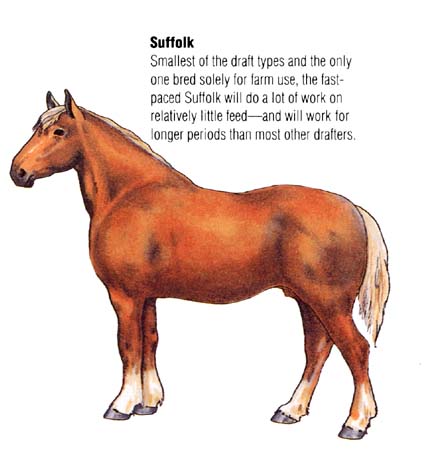 Suffolk
Smallest of the draft types and the only
one bred solely for farm use, the fast-
paced Suffolk will do a lot of work on
relatively little feed—and will work for
longer periods than most other drafters.